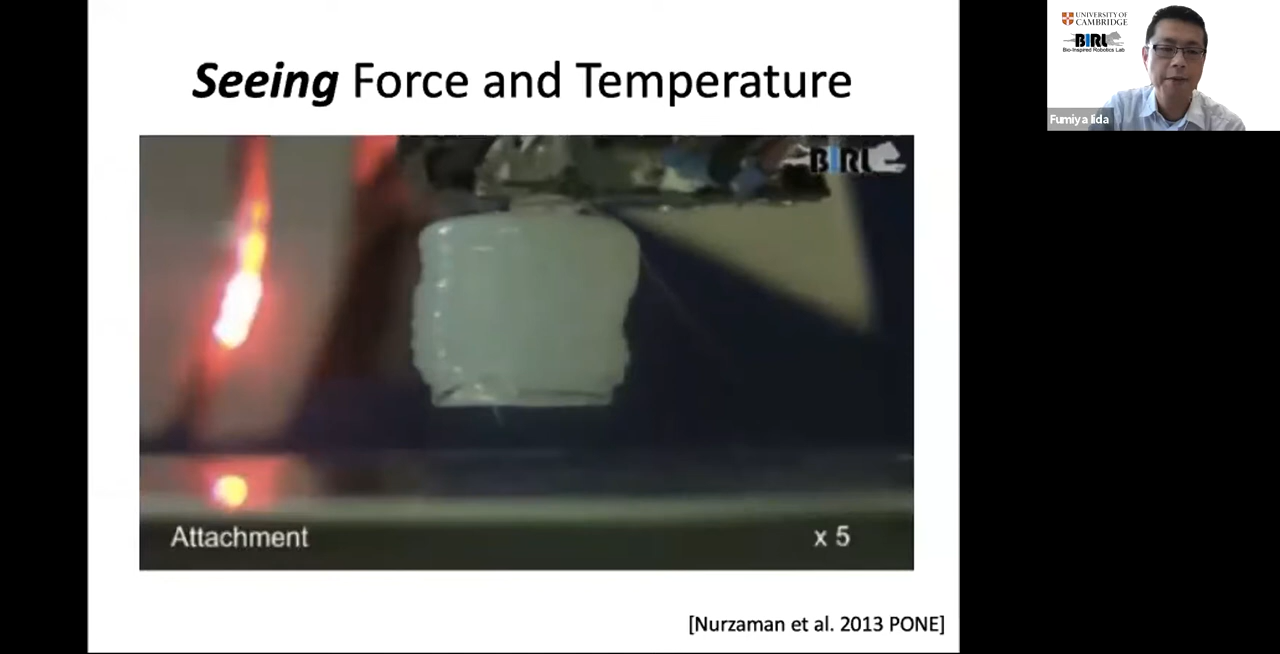 Seeing Force and Temperature
BIRL
Attachment
x 5
[Nurzaman et al. 2013 PONE]
UNIVERSITY OF
CAMBRIDGE
BIRL
Bio-Inspired Robotics Lab
Fumiya Iida